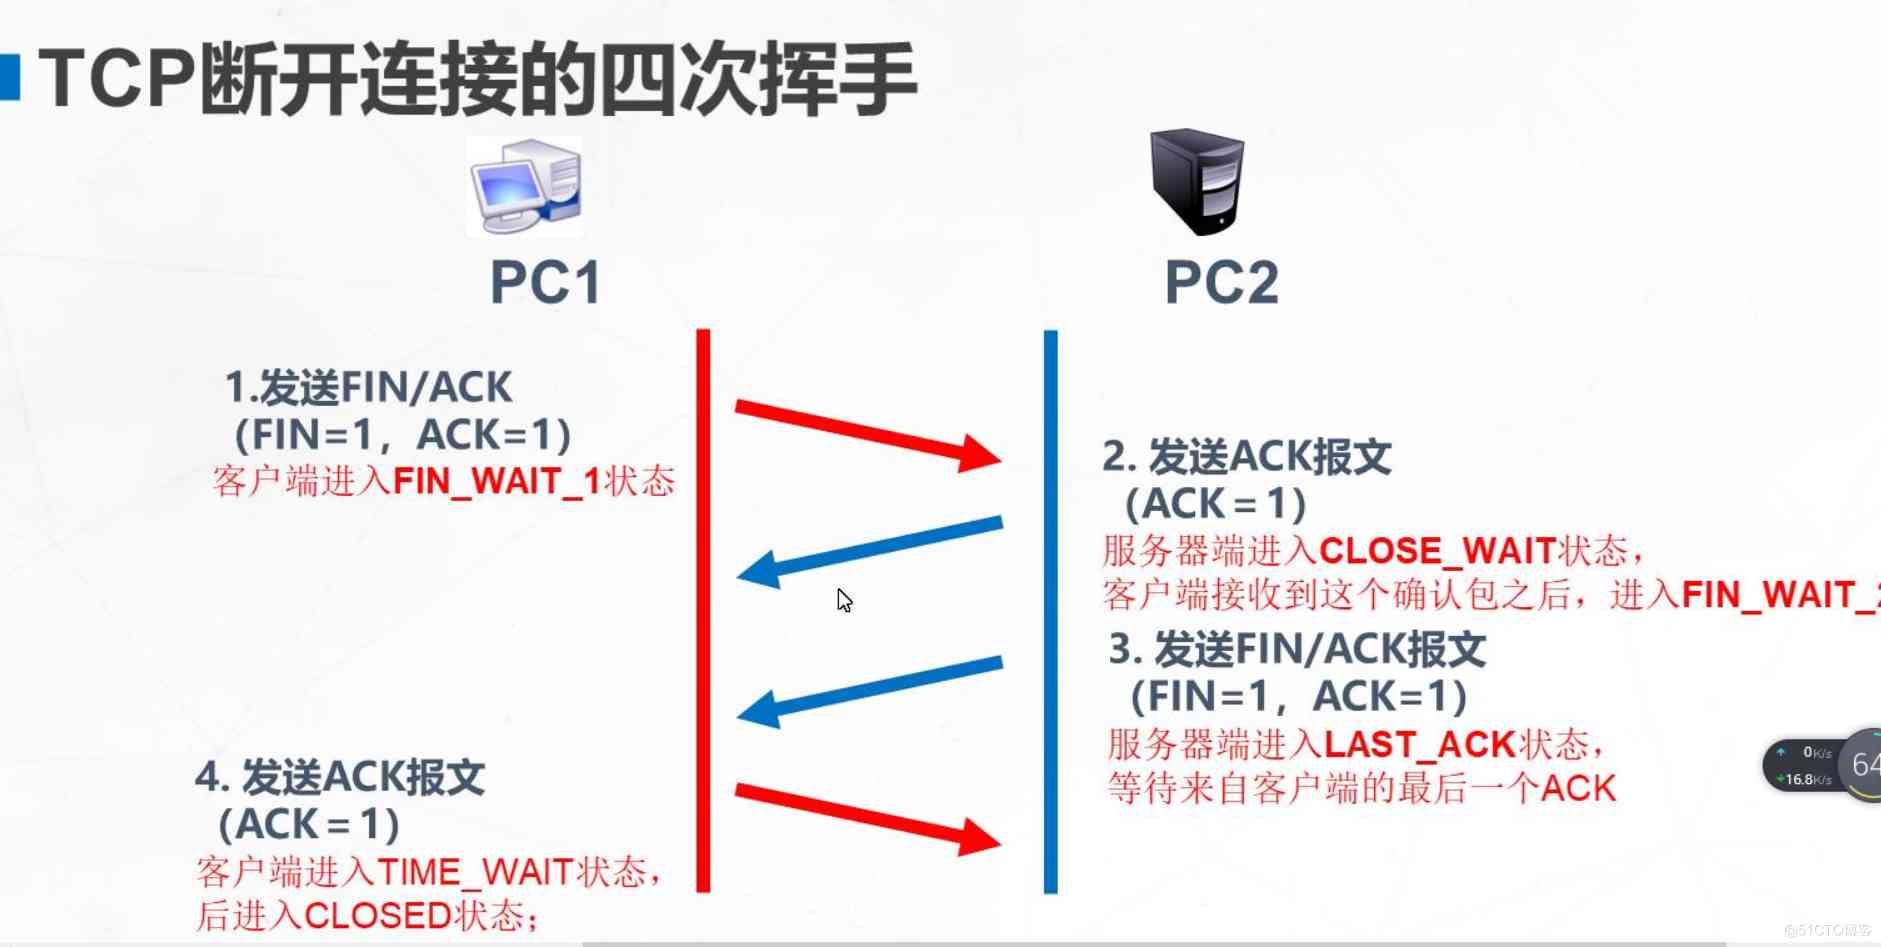 TCP断开连接的四次挥手
PC1
PC2
1.发送FIN/ACK
(FIN=1，ACK=1)
客户端进入FIN_WAIT_1状态
2. 发送ACK报文
(ACK＝1)
服务器端进入CLOSE_WAIT状态，
客户端接收到这个确认包之后，进入FIN_WAIT_2
3. 发送FIN/ACK报文
(FIN=1，ACK=1)
服务器端进入LAST_ACK状态，
等待来自客户端的最后一个ACK
4. 发送ACK报文
(ACK＝1)
客户端进入TIME_WAIT状态，
后进入CLOSED状态；
0K/s
16.8K/s
64
@51CTO博客